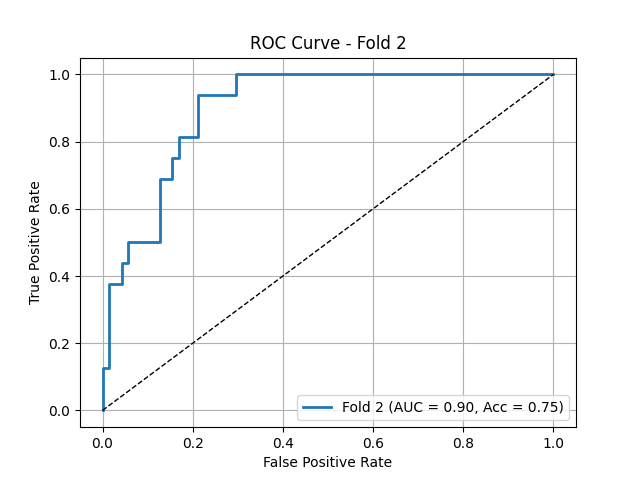 ROC Curve - Fold 2
True Positive Rate
1.0
0.8
0.6
0.4
0.2
0.0
Fold 2 (AUC = 0.90, Acc = 0.75)
0.0 0.2 0.4 0.6 0.8 1.0
False Positive Rate